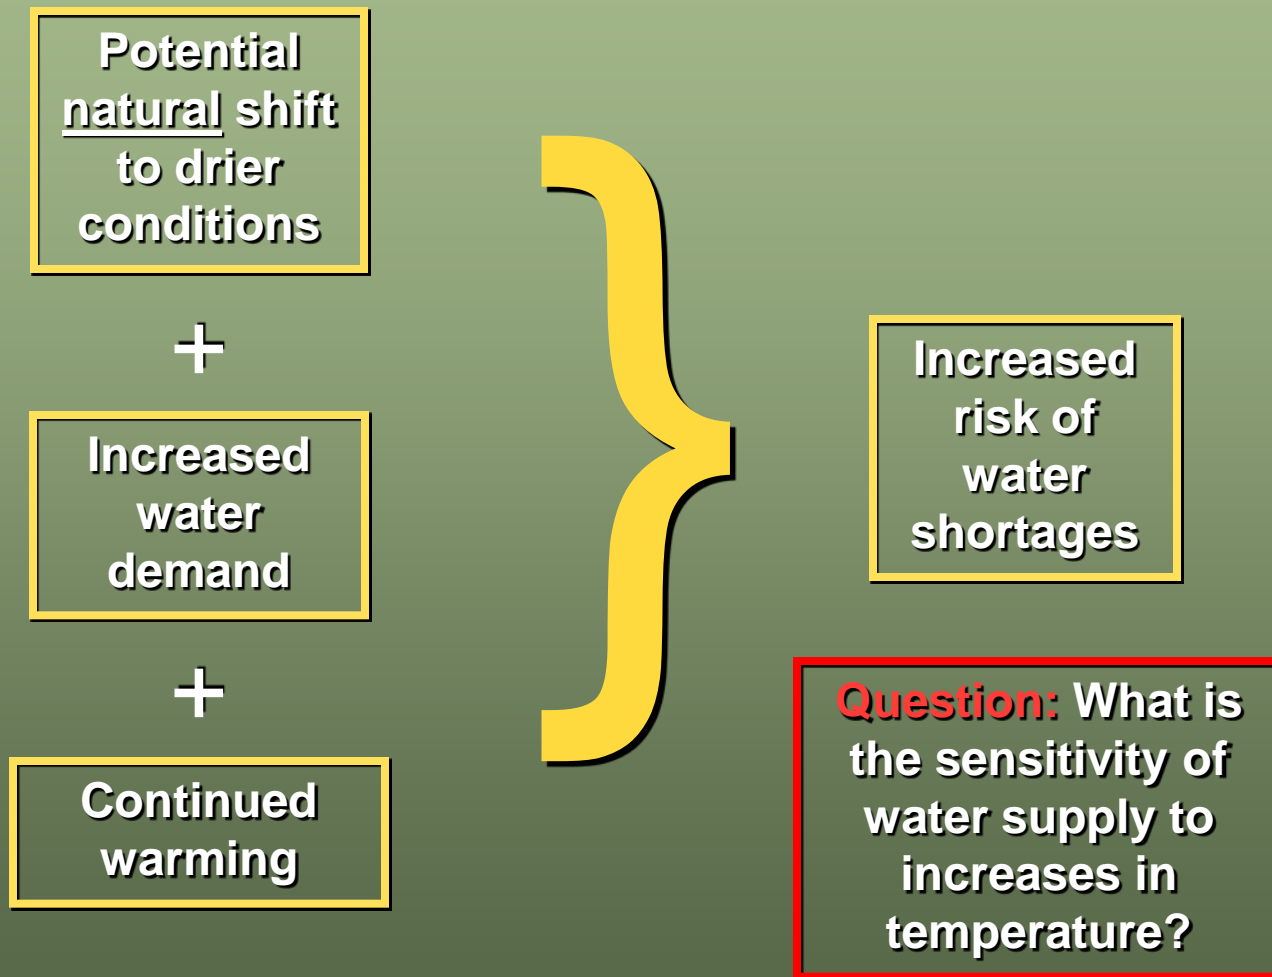 Potential
natural shift
to drier
conditions
+
Increased
water
demand
+
Continued
warming
}
Increased
risk of
water
shortages
Question: What is
the sensitivity of
water supply to
increases in
temperature?